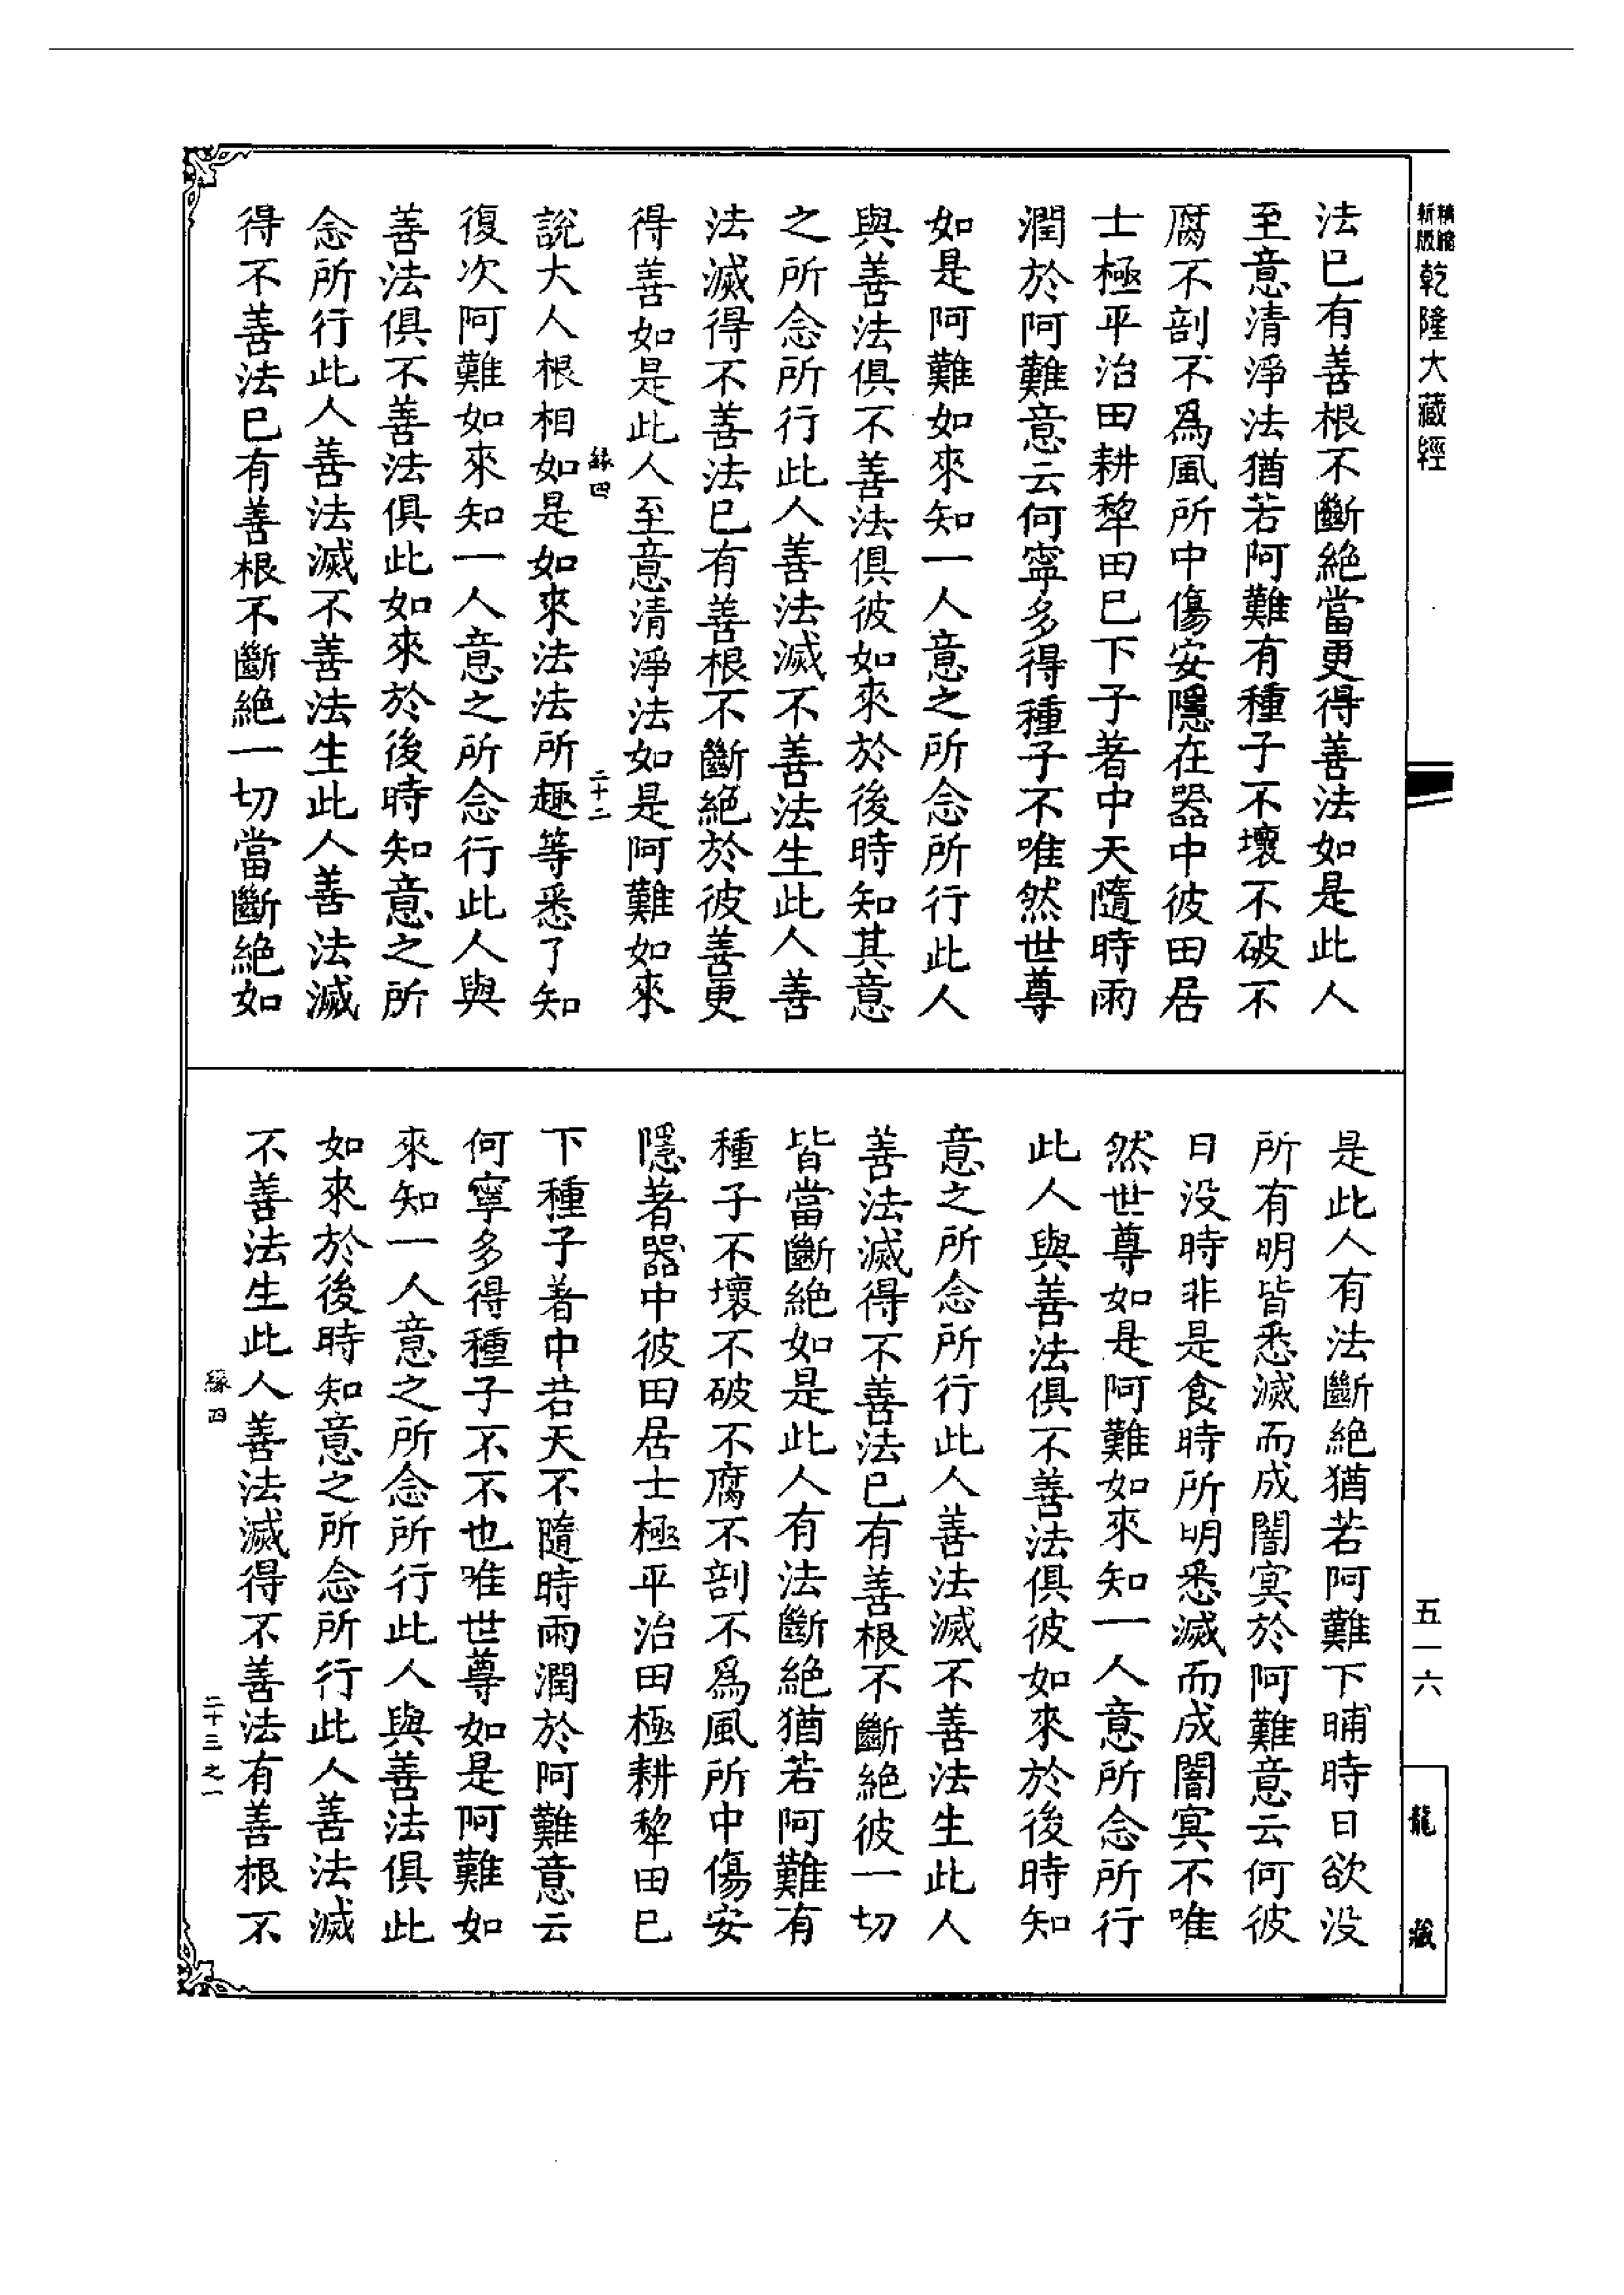 精繕
新版
乾隆大藏經
法已有善根不斷絕當更得善法如是此人
至意清淨法猶若阿難有種子不壞不破不
腐不剖不為風所中傷安隱在器中彼田居
士極平治田耕犂田已下子著中天隨時雨
潤於阿難意云何寧多得種子不唯然世尊
如是阿難如來知一人意之所念所行此人
與善法俱不善法俱彼如來於後時知其意
之所念所行此人善法滅不善法生此人善
法滅得不善法已有善根不斷絕於彼善更
得善如是此人至意清淨法如是阿難如來
緣四
二十二
說大人根相如是如來法法所趣等悉了知
復次阿難如來知一人意之所念行此人與
善法俱不善法俱此如來於後時知意之所
念所行此人善法滅不善法生此人善法滅
得不善法已有善根不斷絕一切當斷絕如
是此人有法斷絕猶若阿難下晡時日欲沒
所有明皆悉滅而成闇冥於阿難意云何彼
日沒時非是食時所明悉滅而成闇冥不唯
然世尊如是阿難如來知一人意所念所行
此人與善法俱不善法俱彼如來於後時知
意之所念所行此人善法滅不善法生此人
善法滅得不善法已有善根不斷絕彼一切
皆當斷絕如是此人有法斷絕猶若阿難有
種子不壞不破不腐不剖不為風所中傷安
隱著器中彼田居士極平治田極耕犂田已
下種子著中若天不隨時雨潤於阿難意云
何寧多得種子不不也唯世尊如是阿難如
來知一人意之所念所行此人與善法俱此
如來於後時知意之所念所行此人善法滅
不善法生此人善法滅得不善法有善根不
緣四
二十三之一
五一六
龍藏